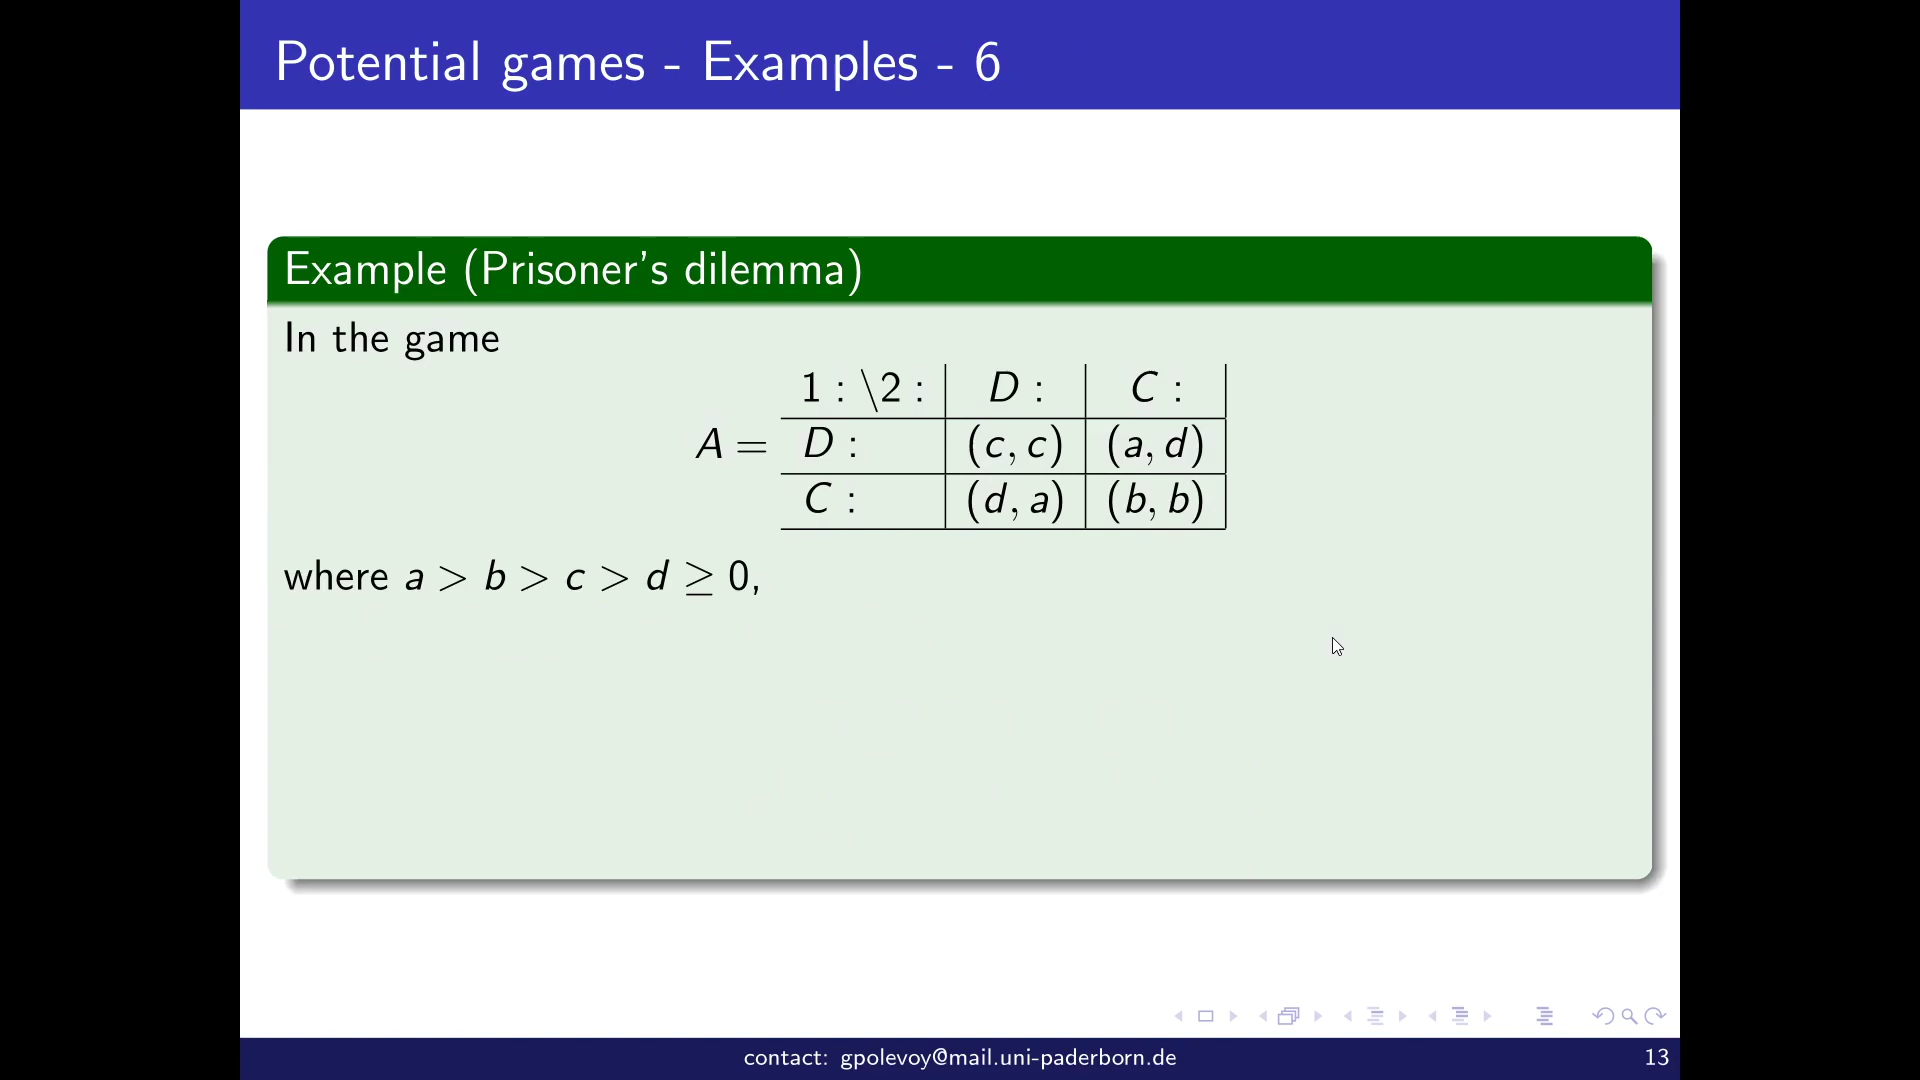 Potential games - Examples - 6
Example (Prisoner's dilemma)
In the game
1 : \2 : D : C :
A = D : (c, c) (a, d)
C : (d, a) (b, b)
where a > b > c > d ≥ 0,
contact: gpolevoy@mail.uni-paderborn.de 13